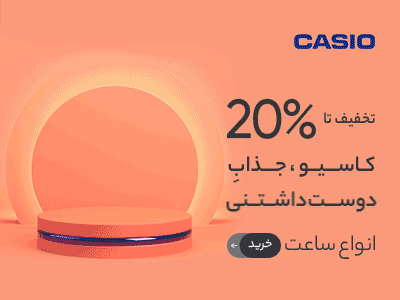 CASIO
تخفیف تا 20%
کاسیو، جذابِ
دوست‌داشتنی
انواع ساعت خرید